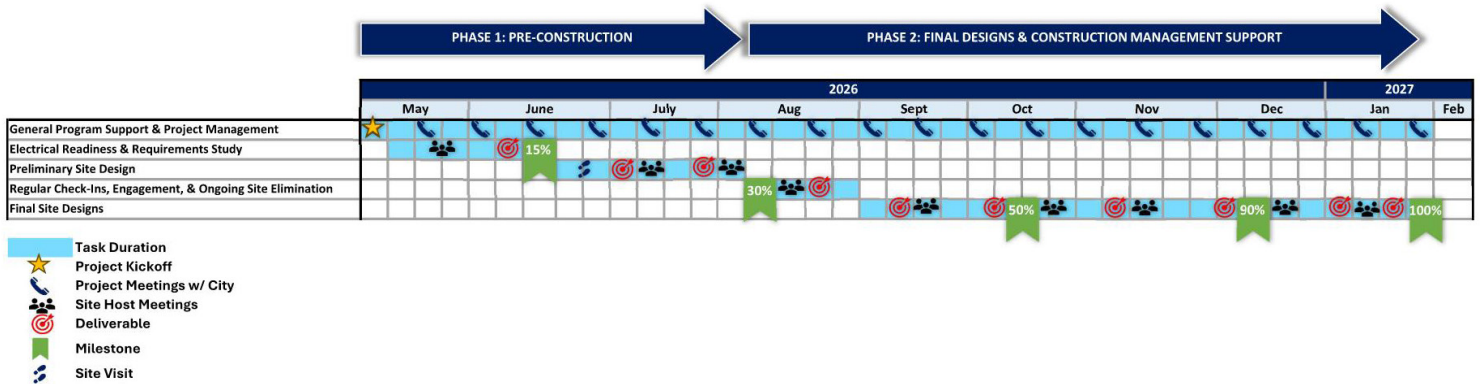 PHASE 1: PRE-CONSTRUCTION
PHASE 2: FINAL DESIGNS & CONSTRUCTION MANAGEMENT SUPPORT
2026 2027
May June July Aug Sept Oct Nov Dec Jan Feb
General Program Support & Project Management
Electrical Readiness & Requirements Study 15%
Preliminary Site Design
Regular Check-Ins, Engagement, & Ongoing Site Elimination 30%
Final Site Designs 50% 90% 100%
Task Duration
Project Kickoff
Project Meetings w/ City
Site Host Meetings
Deliverable
Milestone
Site Visit